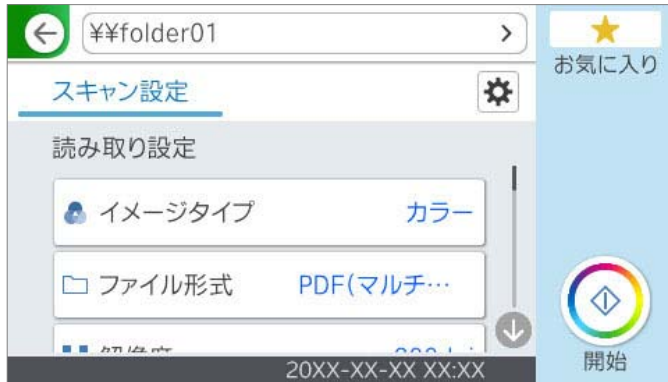 ¥¥folder01
お気に入り
スキャン設定
読み取り設定
イメージタイプ カラー
ファイル形式 PDF(マルチ…
開始
20XX-XX-XX XX:XX